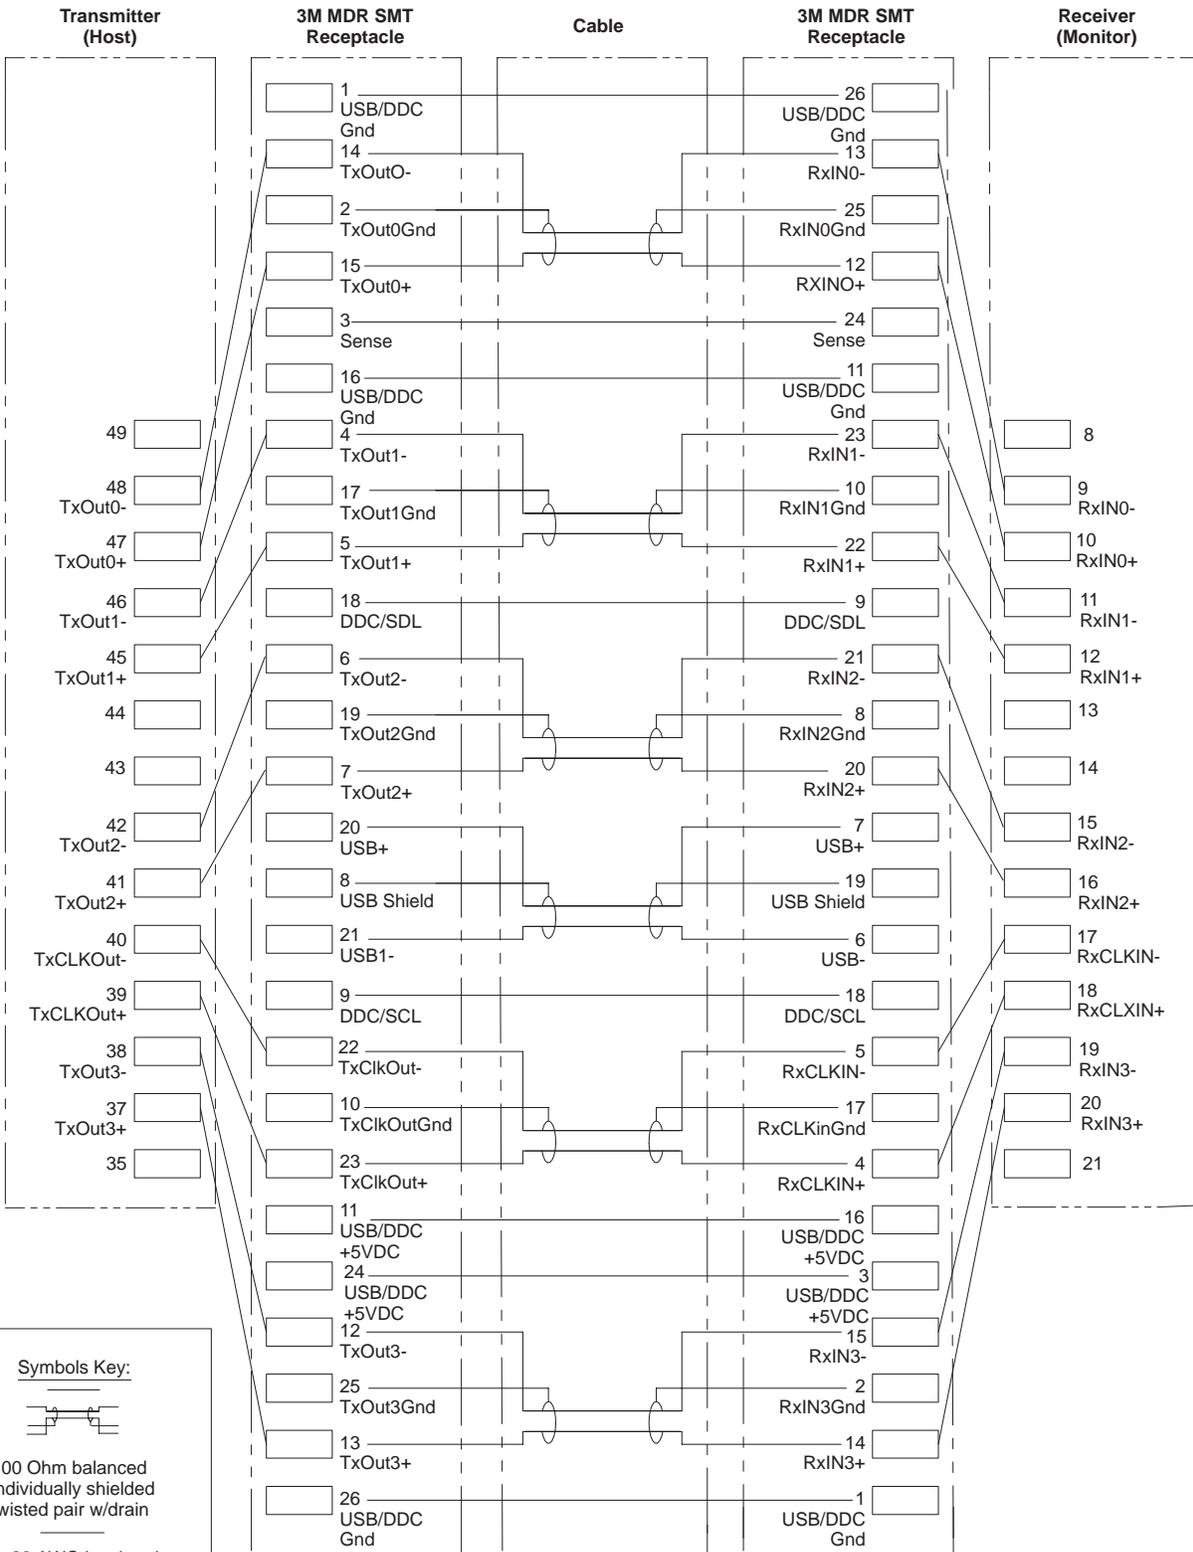 Transmitter
(Host)
3M MDR SMT
Receptacle
Cable
3M MDR SMT
Receptacle
Receiver
(Monitor)
1
USB/DDC
Gnd
26
USB/DDC
Gnd
14
TxOutO-
13
RxIN0-
2
TxOut0Gnd
25
RxIN0Gnd
15
TxOut0+
12
RXINO+
3
Sense
24
Sense
16
USB/DDC
Gnd
11
USB/DDC
Gnd
49
4
TxOut1-
23
RxIN1-
8
48
TxOut0-
17
TxOut1Gnd
10
RxIN1Gnd
9
RxIN0-
47
TxOut0+
5
TxOut1+
22
RxIN1+
10
RxIN0+
46
TxOut1-
18
DDC/SDL
9
DDC/SDL
11
RxIN1-
45
TxOut1+
6
TxOut2-
21
RxIN2-
12
RxIN1+
44
19
TxOut2Gnd
8
RxIN2Gnd
13
43
7
TxOut2+
20
RxIN2+
14
42
TxOut2-
20
USB+
7
USB+
15
RxIN2-
41
TxOut2+
8
USB Shield
19
USB Shield
16
RxIN2+
40
TxCLKOut-
21
USB1-
6
USB-
17
RxCLKIN-
39
TxCLKOut+
9
DDC/SCL
18
DDC/SCL
18
RxCLXIN+
38
TxOut3-
22
TxClkOut-
5
RxCLKIN-
19
RxIN3-
37
TxOut3+
10
TxClkOutGnd
17
RxCLKinGnd
20
RxIN3+
35
23
TxClkOut+
4
RxCLKIN+
21
11
USB/DDC
+5VDC
16
USB/DDC
+5VDC
24
USB/DDC
+5VDC
3
USB/DDC
+5VDC
12
TxOut3-
15
RxIN3-
25
TxOut3Gnd
2
RxIN3Gnd
13
TxOut3+
14
RxIN3+
26
USB/DDC
Gnd
1
USB/DDC
Gnd
Symbols Key:
00 Ohm balanced
ndividually shielded
wisted pair w/drain